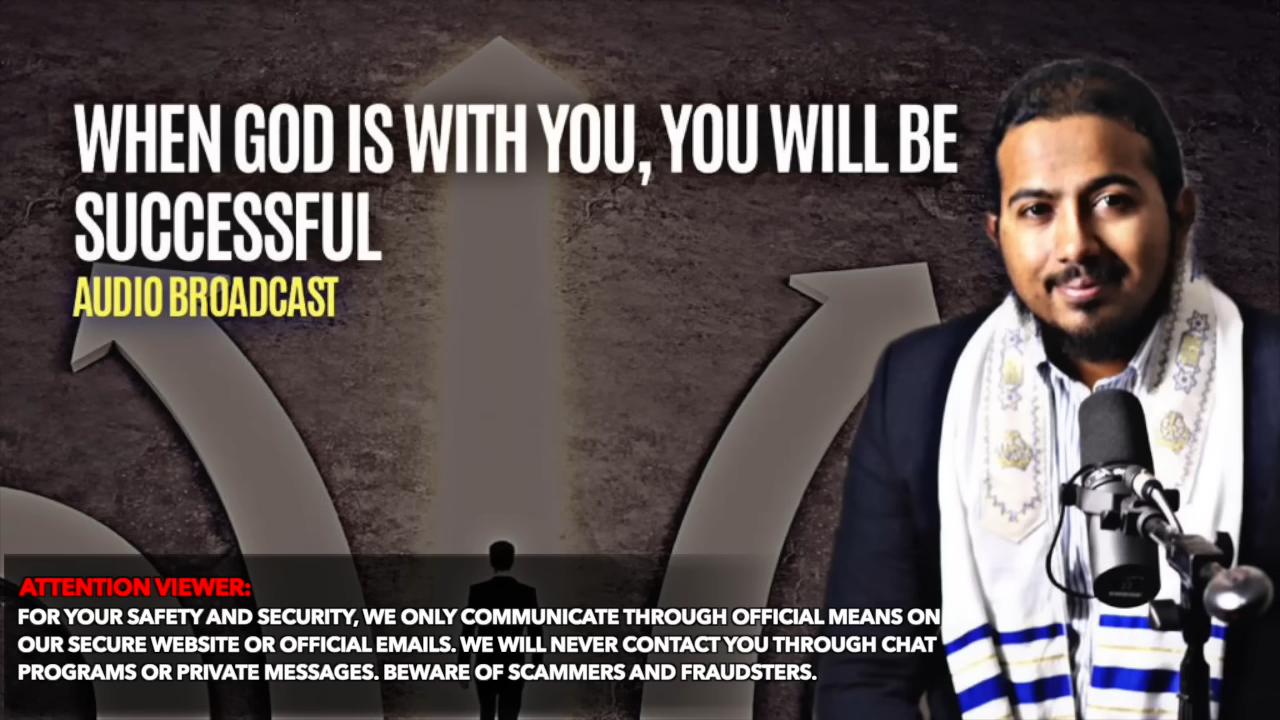 WHEN GOD IS WITH YOU, YOU WILL BE
SUCCESSFUL
AUDIO BROADCAST
ATTENTION VIEWER:
FOR YOUR SAFETY AND SECURITY, WE ONLY COMMUNICATE THROUGH OFFICIAL MEANS ON
OUR SECURE WEBSITE OR OFFICIAL EMAILS. WE WILL NEVER CONTACT YOU THROUGH CHAT
PROGRAMS OR PRIVATE MESSAGES. BEWARE OF SCAMMERS AND FRAUDSTERS.